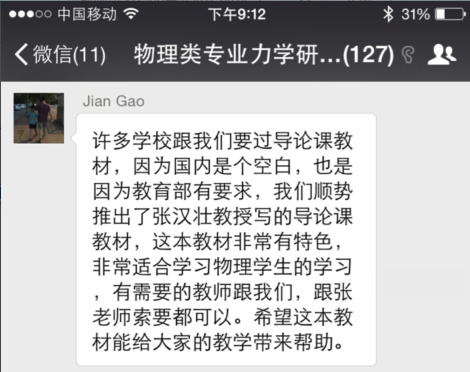 中国移动 下午9:12 31%
微信(11) 物理类专业力学研...(127)
Jian Gao
许多学校跟我们要过导论课教
材，因为国内是个空白，也是
因为教育部有要求，我们顺势
推出了张汉壮教授写的导论课
教材，这本教材非常有特色，
非常适合学习物理学生的学习
，有需要的教师跟我们，跟张
老师索要都可以。希望这本教
材能给大家的教学带来帮助。